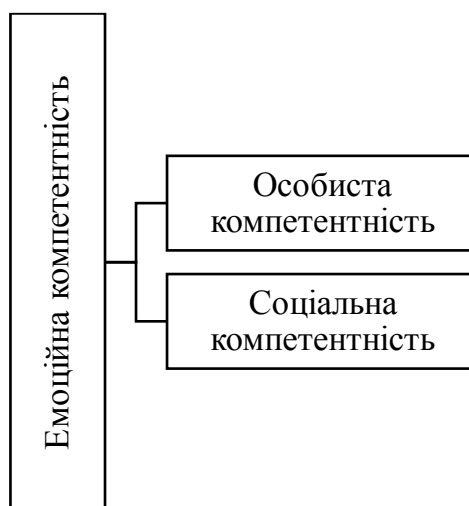 Емоційна компетентність
Особиста
компетентність
Соціальна
компетентність